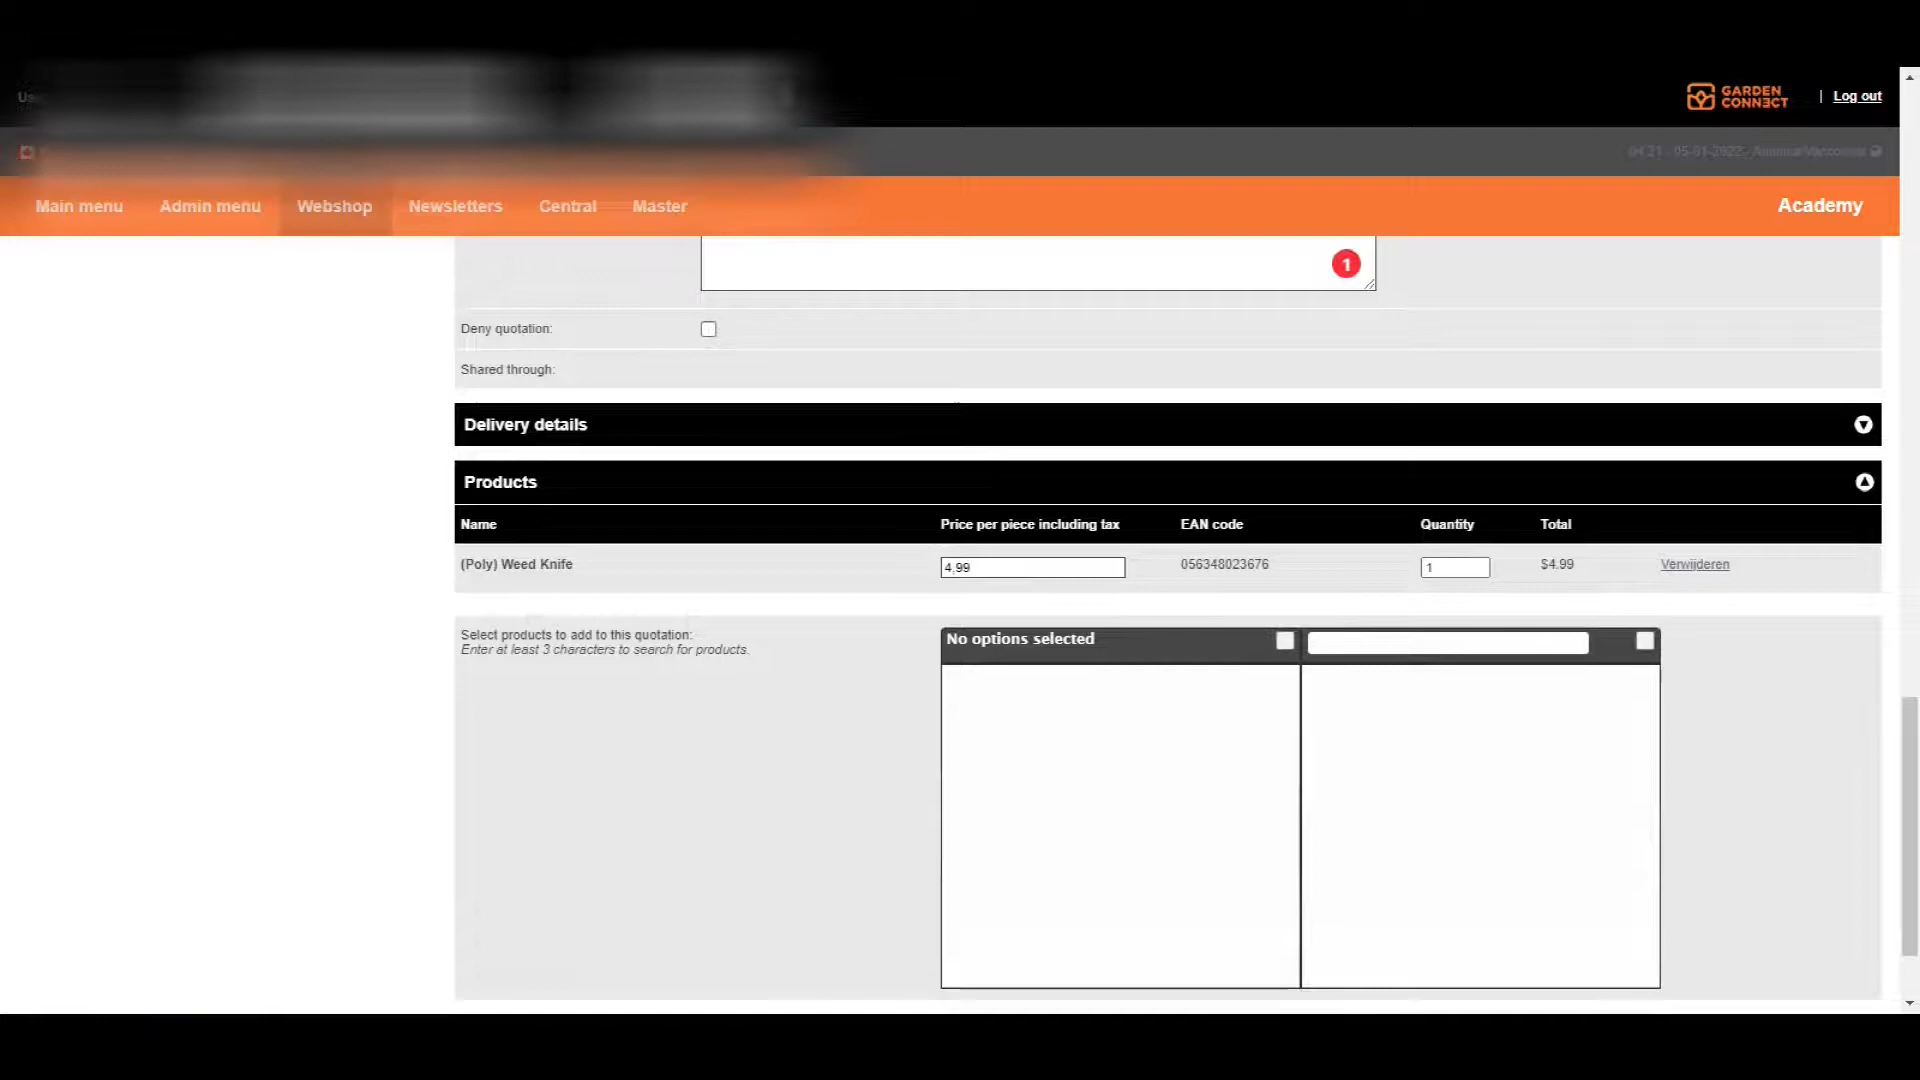 GARDEN
CONNECT
| Log out
Main menu
Admin menu
Webshop
Newsletters
Central
Master
Academy
1
Deny quotation:
Shared through:
Delivery details
Products
Name
Price per piece including tax
EAN code
Quantity
Total
(Poly) Weed Knife
4.99
056348023676
1
$4.99
Verwijderen
Select products to add to this quotation:
Enter at least 3 characters to search for products.
No options selected